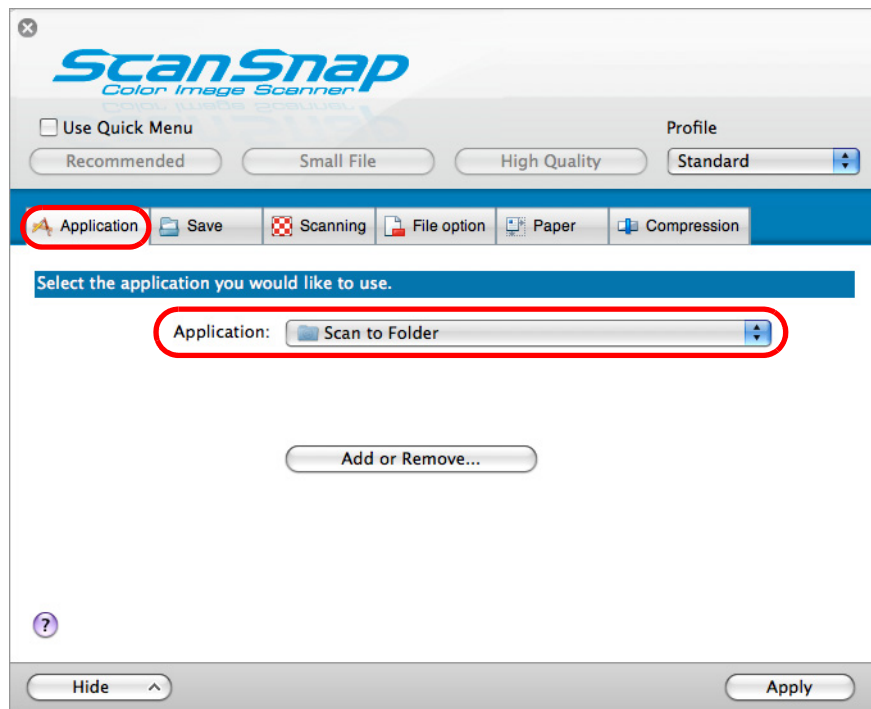 ScanSnap
Color Image Scanner
Use Quick Menu
Profile
Recommended Small File High Quality Standard
Application Save Scanning File option Paper Compression
Select the application you would like to use.
Application: Scan to Folder
Add or Remove...
?
Hide Apply